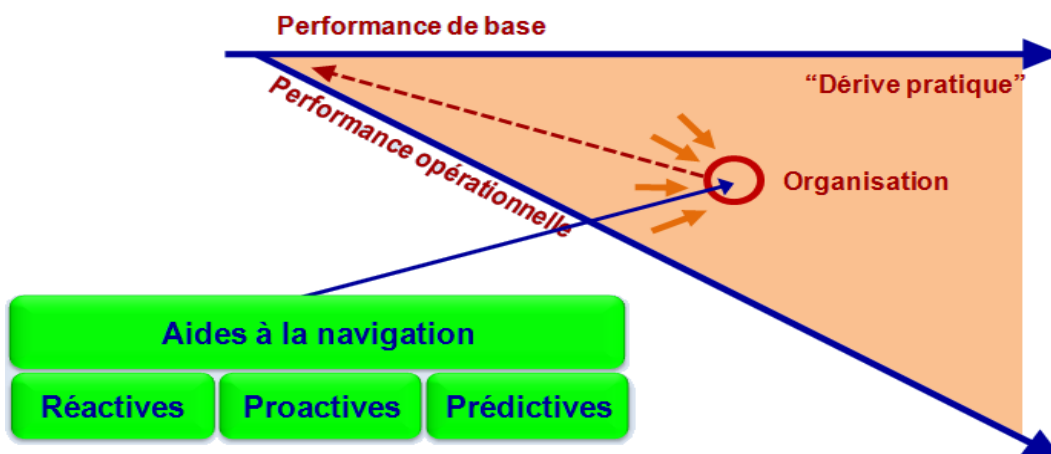 Performance de base
“Dérive pratique”
Performance opérationnelle
Organisation
Aides à la navigation
Réactives
Proactives
Prédictives